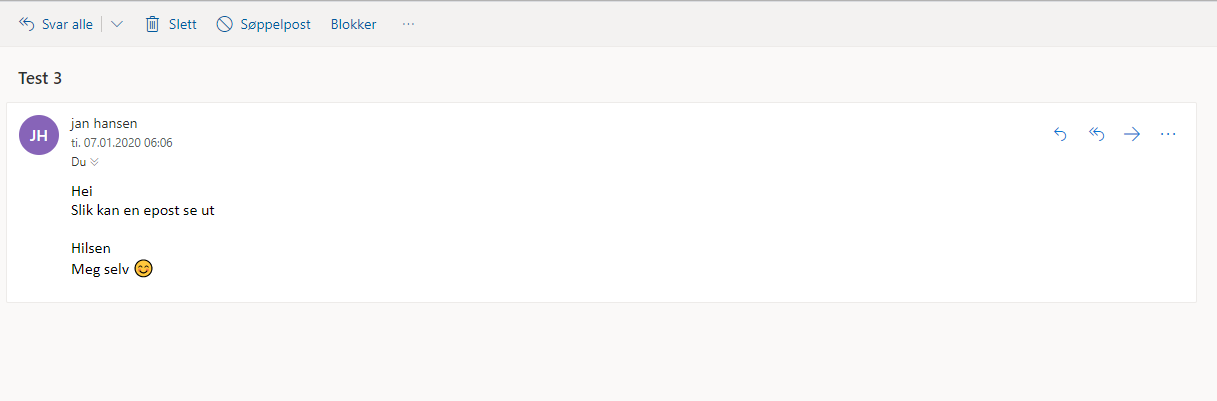 Svar alle Slett Søppelpost Blokker ...
Test 3
JH
jan hansen
ti. 07.01.2020 06:06
Du
Hei
Slik kan en epost se ut
Hilsen
Meg selv 😊